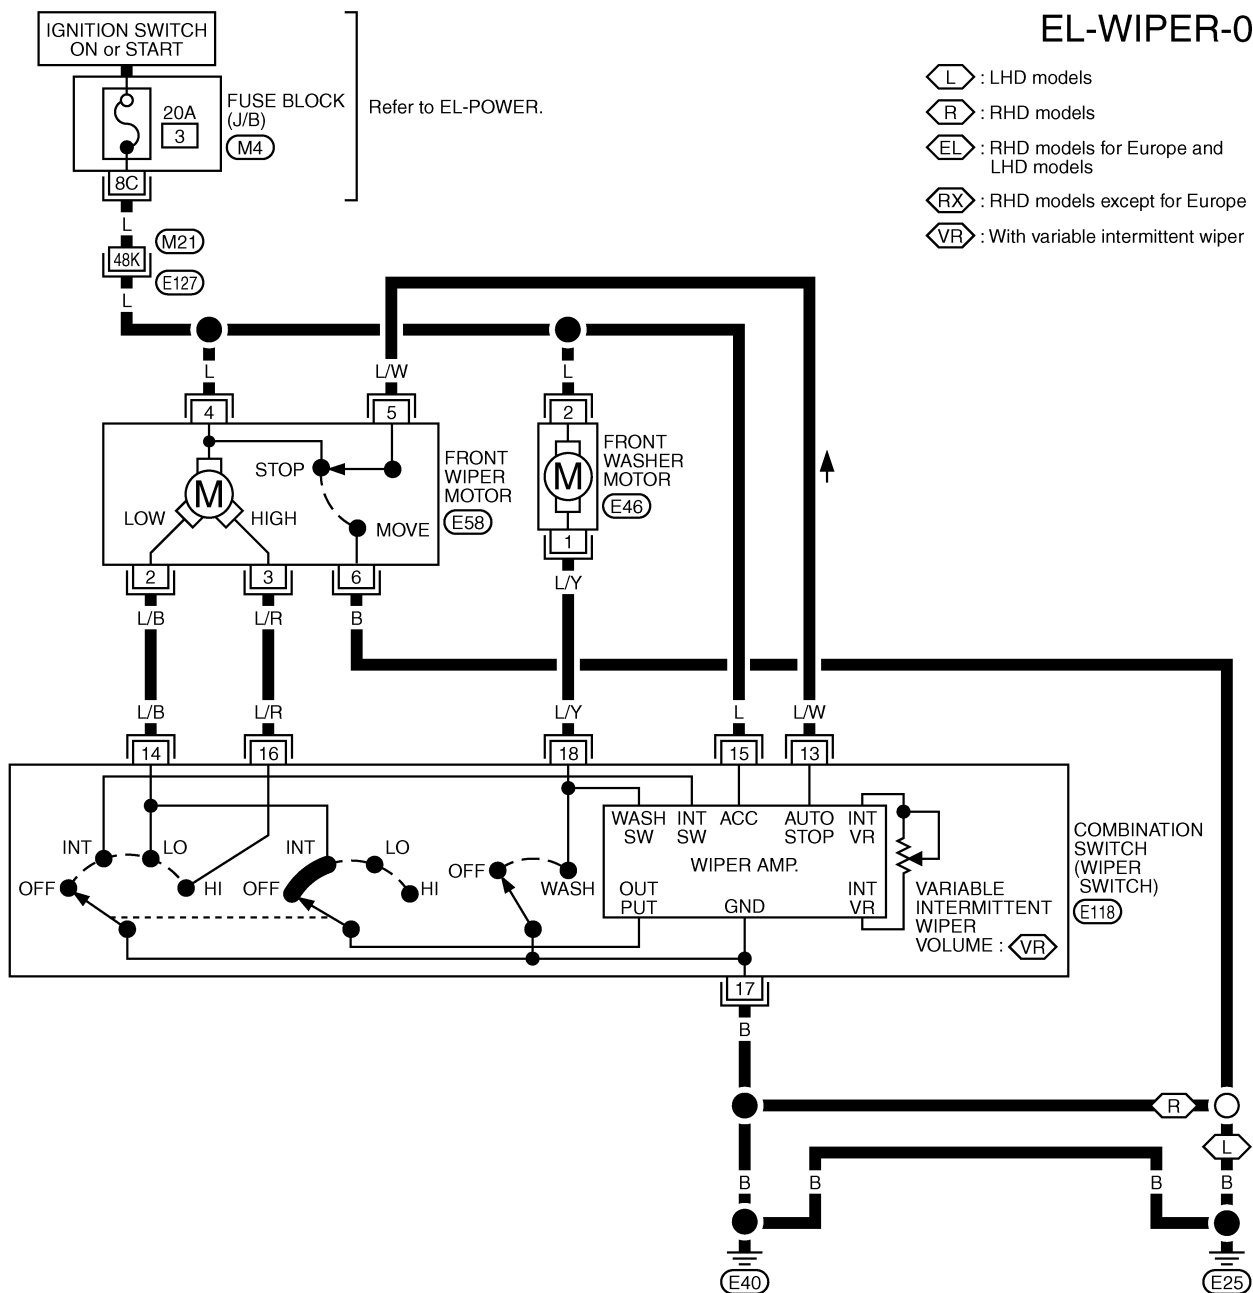 EL-WIPER-0
IGNITION SWITCH
ON or START
20A
3
FUSE BLOCK
(J/B)
M4
Refer to EL-POWER.
L : LHD models
R : RHD models
EL : RHD models for Europe and
LHD models
RX : RHD models except for Europe
VR : With variable intermittent wiper
8C
L
M21
48K
E127
L
L
L/W
L
4
5
2
STOP
M
LOW
HIGH
MOVE
FRONT
WIPER
MOTOR
E58
M
FRONT
WASHER
MOTOR
E46
1
2
3
6
L/B
L/R
B
L/Y
L/B
L/R
L/Y
L
L/W
14
16
18
15
13
INT
LO
OFF
HI
INT
LO
OFF
HI
OFF
WASH
WASH
SW
INT
SW
ACC
AUTO
STOP
INT
VR
WIPER AMP.
OUT
PUT
GND
INT
VR
VARIABLE
INTERMITTENT
WIPER
VOLUME : VR
COMBINATION
SWITCH
(WIPER
SWITCH)
E118
17
B
R
L
B
B
B
B
E40
E25